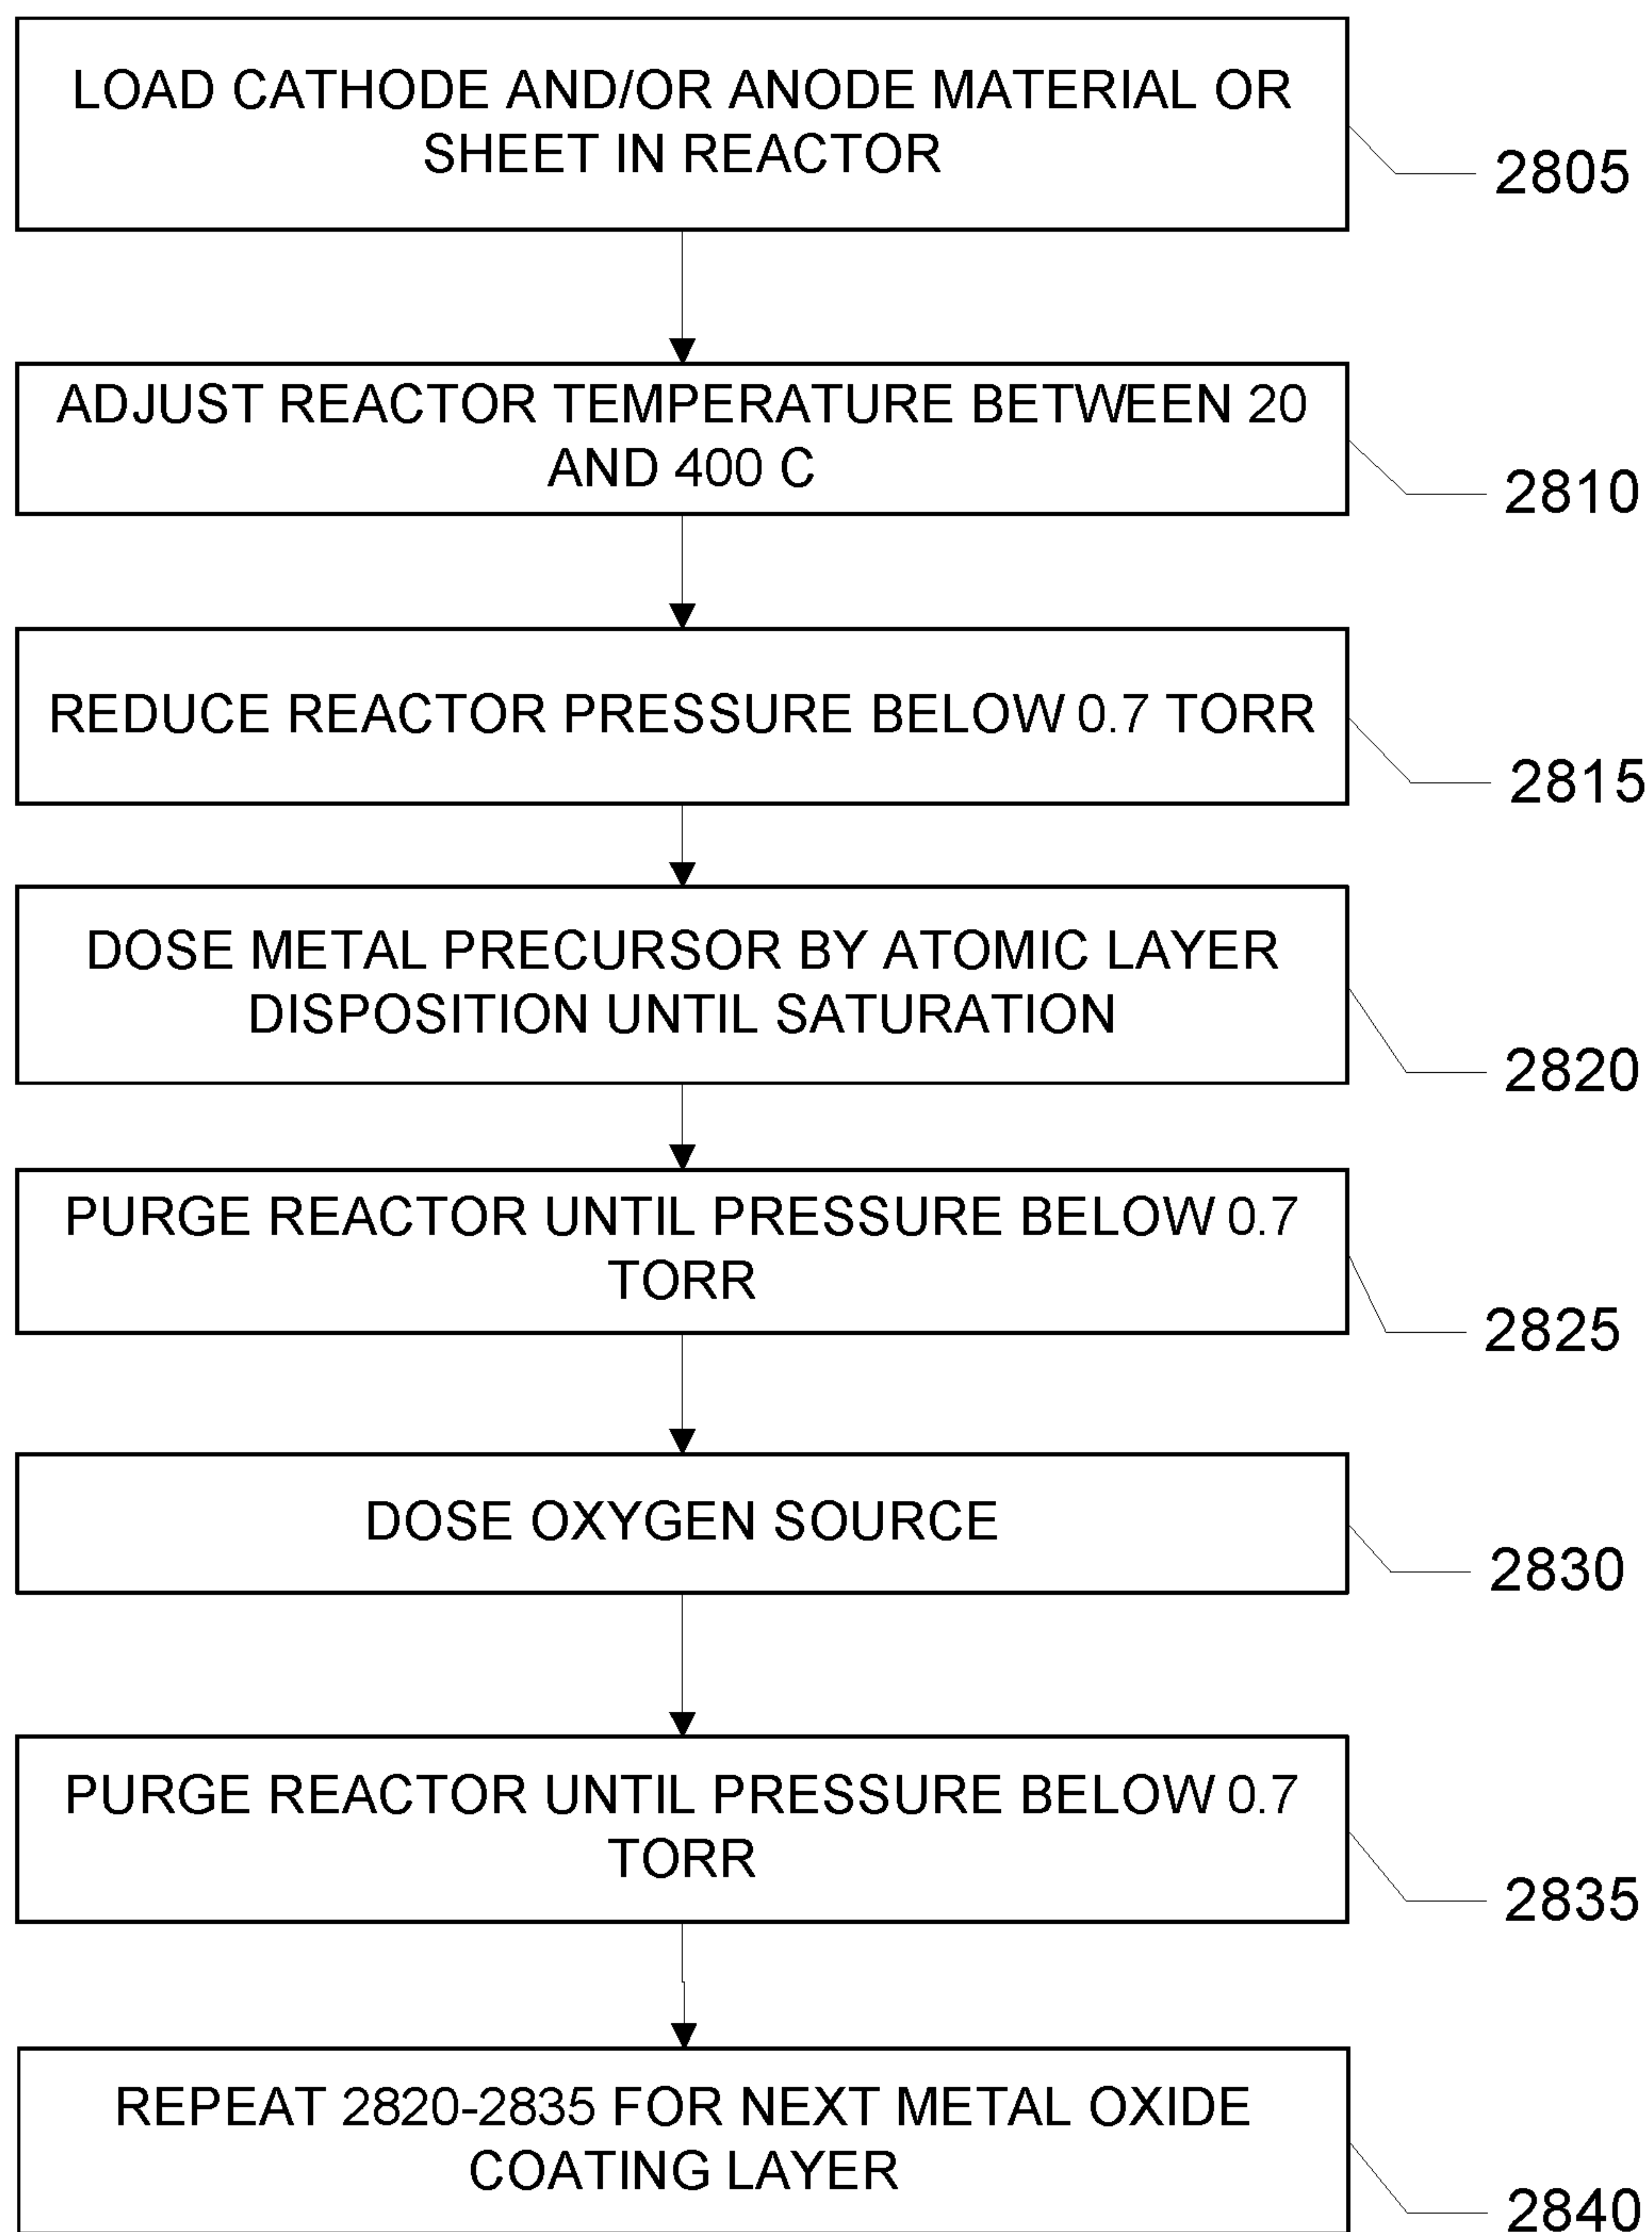 LOAD CATHODE AND/OR ANODE MATERIAL OR
SHEET IN REACTOR
2805
ADJUST REACTOR TEMPERATURE BETWEEN 20
AND 400 C
2810
REDUCE REACTOR PRESSURE BELOW 0.7 TORR
2815
DOSE METAL PRECURSOR BY ATOMIC LAYER
DISPOSITION UNTIL SATURATION
2820
PURGE REACTOR UNTIL PRESSURE BELOW 0.7
TORR
2825
DOSE OXYGEN SOURCE
2830
PURGE REACTOR UNTIL PRESSURE BELOW 0.7
TORR
2835
REPEAT 2820-2835 FOR NEXT METAL OXIDE
COATING LAYER
2840